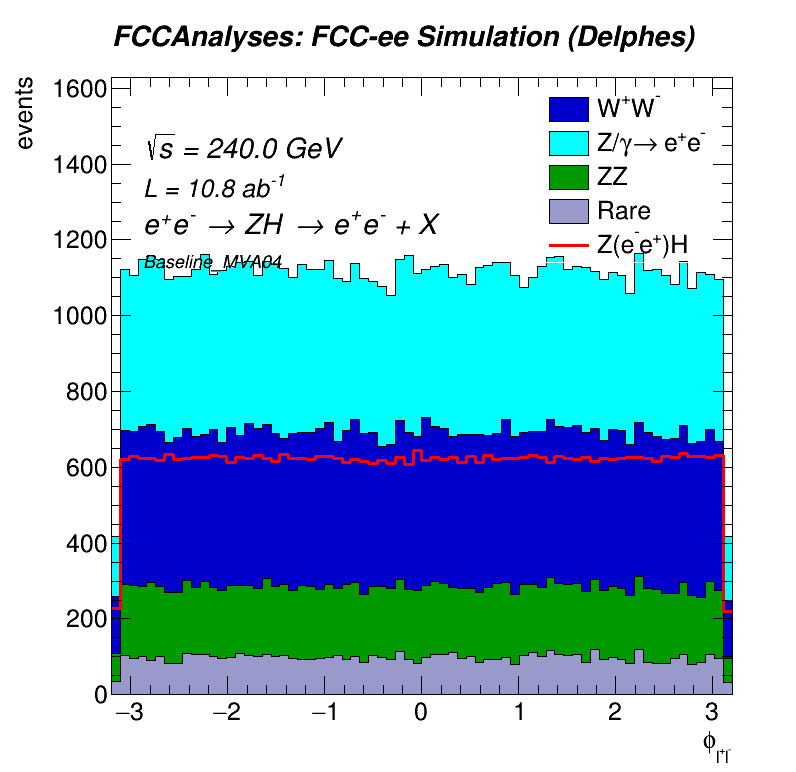 FCCAnalyses: FCC-ee Simulation (Delphes)
events
1600
1400
1200
1000
800
600
400
200
0
√s = 240.0 GeV
L = 10.8 ab⁻¹
e⁺e⁻ → ZH → e⁺e⁻ + X
Baseline_MVA04
W⁺W⁻
Z/γ→ e⁺e⁻
ZZ
Rare
Z(e⁻e⁺)H
−3 −2 −1 0 1 2 3
ϕ_l⁺l⁻